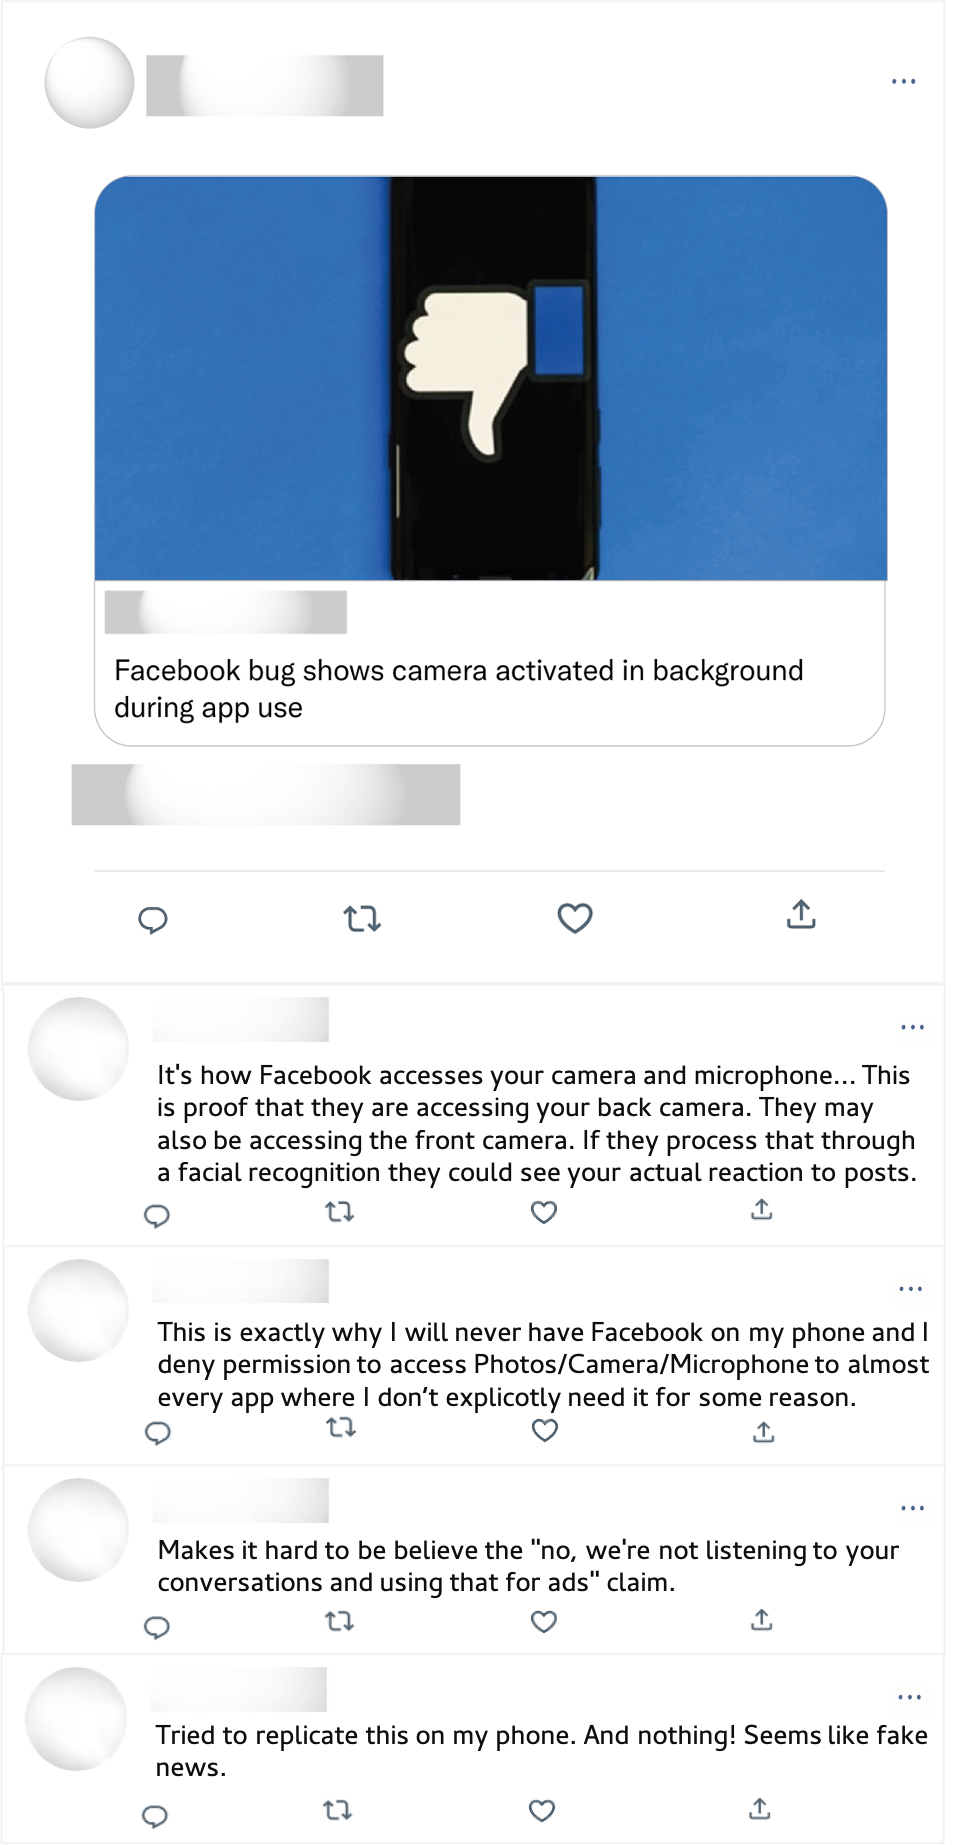 Facebook bug shows camera activated in background
during app use
It's how Facebook accesses your camera and microphone... This
is proof that they are accessing your back camera. They may
also be accessing the front camera. If they process that through
a facial recognition they could see your actual reaction to posts.
This is exactly why I will never have Facebook on my phone and I
deny permission to access Photos/Camera/Microphone to almost
every app where I don’t explicotly need it for some reason.
Makes it hard to be believe the "no, we're not listening to your
conversations and using that for ads" claim.
Tried to replicate this on my phone. And nothing! Seems like fake
news.